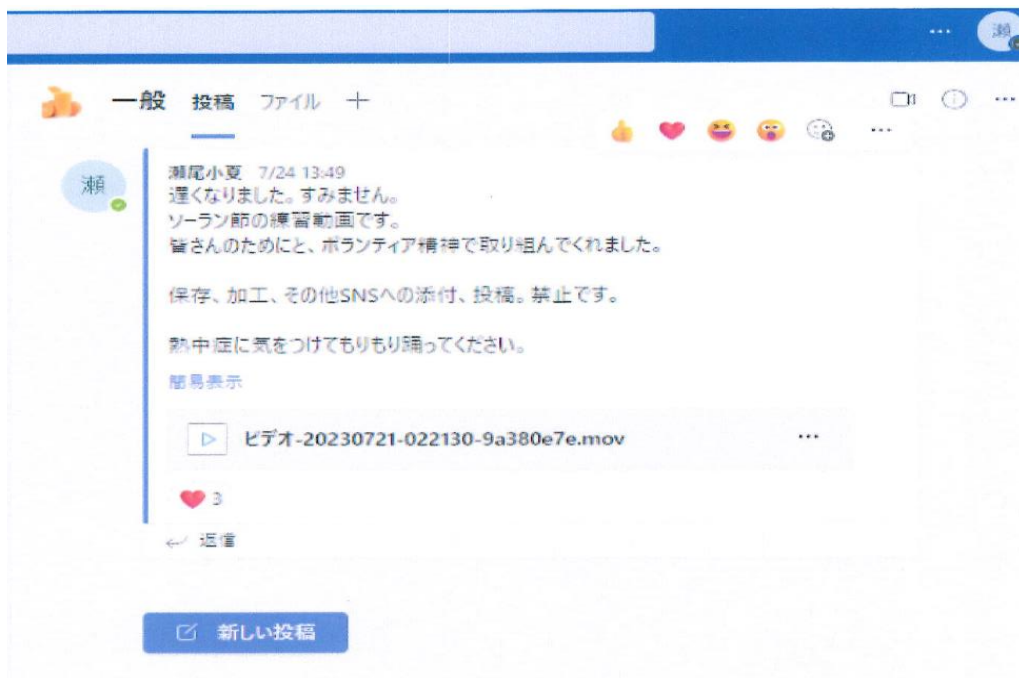 瀬
一般 投稿 ファイル
瀬
瀬尾小夏 7/24 13:49
遅くなりました。すみません。
ソーラン節の練習動画です。
皆さんのためにと、ボランティア精神で取り組んでくれました。
保存、加工、その他SNSへの添付、投稿。禁止です。
熱中症に気をつけてもりもり踊ってください。
簡易表示
ビデオ-20230721-022130-9a380e7e.mov
3
返信
新しい投稿